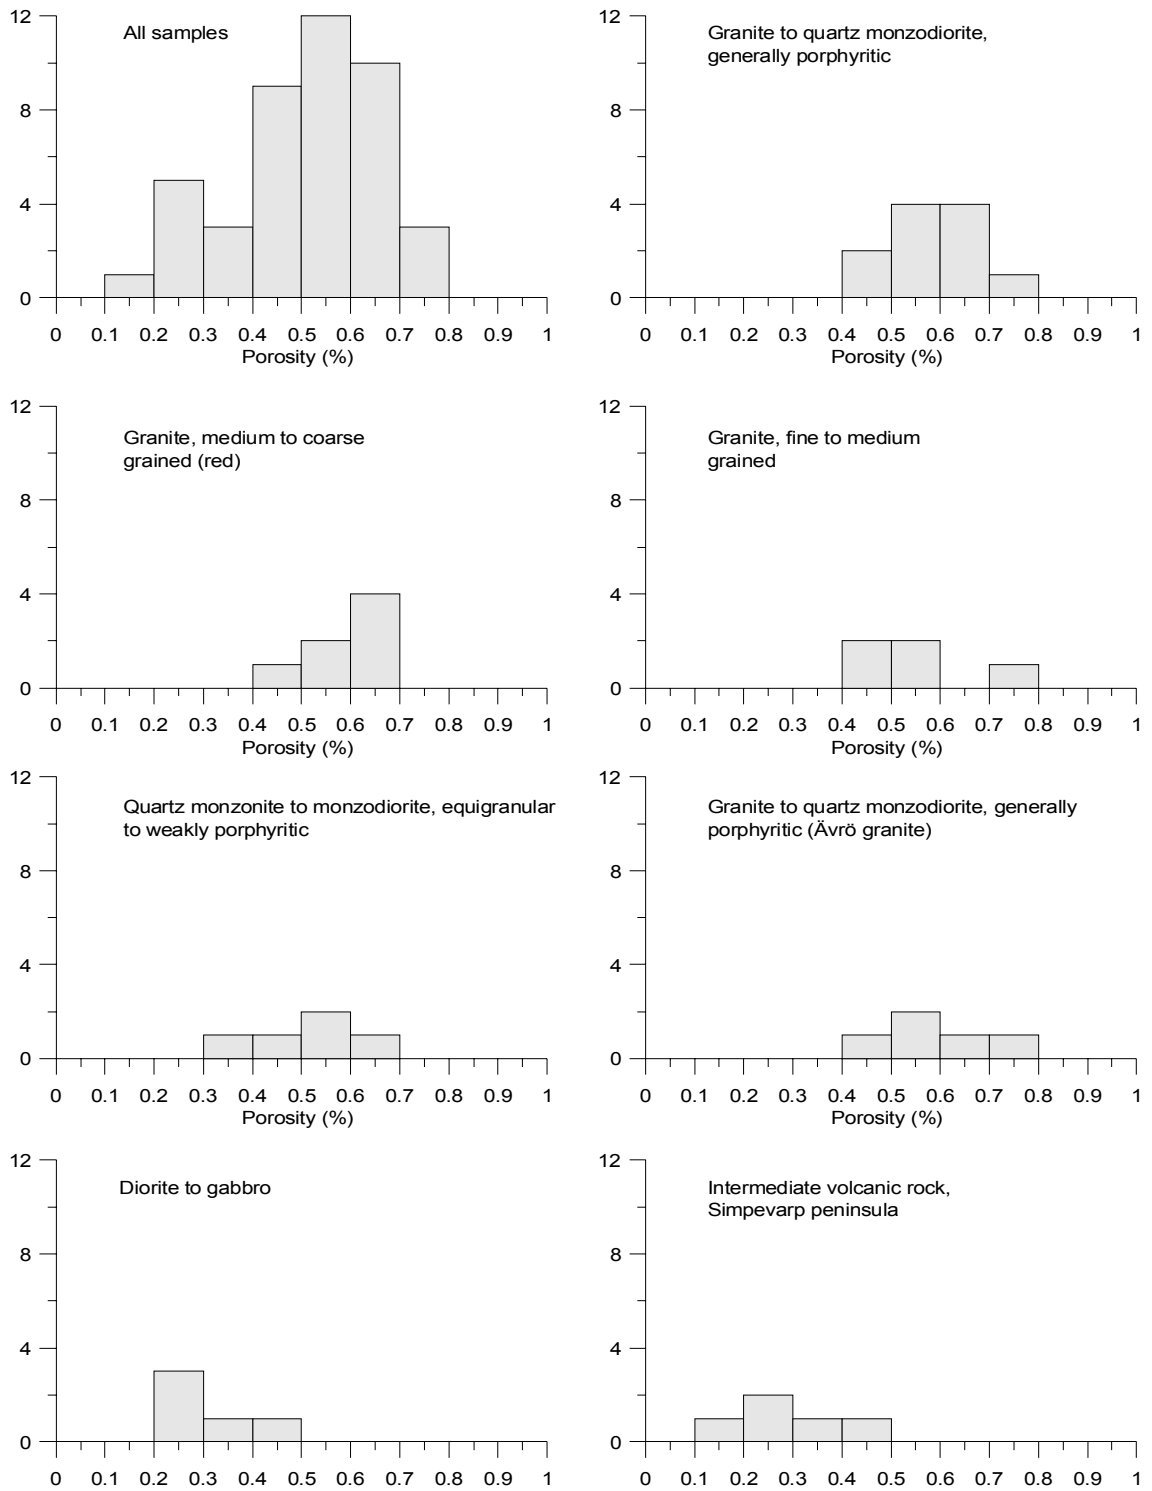 12
8
4
0
All samples
0 0.1 0.2 0.3 0.4 0.5 0.6 0.7 0.8 0.9 1
Porosity (%)
12
8
4
0
Granite to quartz monzodiorite,
generally porphyritic
0 0.1 0.2 0.3 0.4 0.5 0.6 0.7 0.8 0.9 1
Porosity (%)
12
8
4
0
Granite, medium to coarse
grained (red)
0 0.1 0.2 0.3 0.4 0.5 0.6 0.7 0.8 0.9 1
Porosity (%)
12
8
4
0
Granite, fine to medium
grained
0 0.1 0.2 0.3 0.4 0.5 0.6 0.7 0.8 0.9 1
Porosity (%)
12
8
4
0
Quartz monzonite to monzodiorite, equigranular
to weakly porphyritic
0 0.1 0.2 0.3 0.4 0.5 0.6 0.7 0.8 0.9 1
Porosity (%)
12
8
4
0
Granite to quartz monzodiorite, generally
porphyritic (Ävrö granite)
0 0.1 0.2 0.3 0.4 0.5 0.6 0.7 0.8 0.9 1
Porosity (%)
12
8
4
0
Diorite to gabbro
0 0.1 0.2 0.3 0.4 0.5 0.6 0.7 0.8 0.9 1
12
8
4
0
Intermediate volcanic rock,
Simpevarp peninsula
0 0.1 0.2 0.3 0.4 0.5 0.6 0.7 0.8 0.9 1